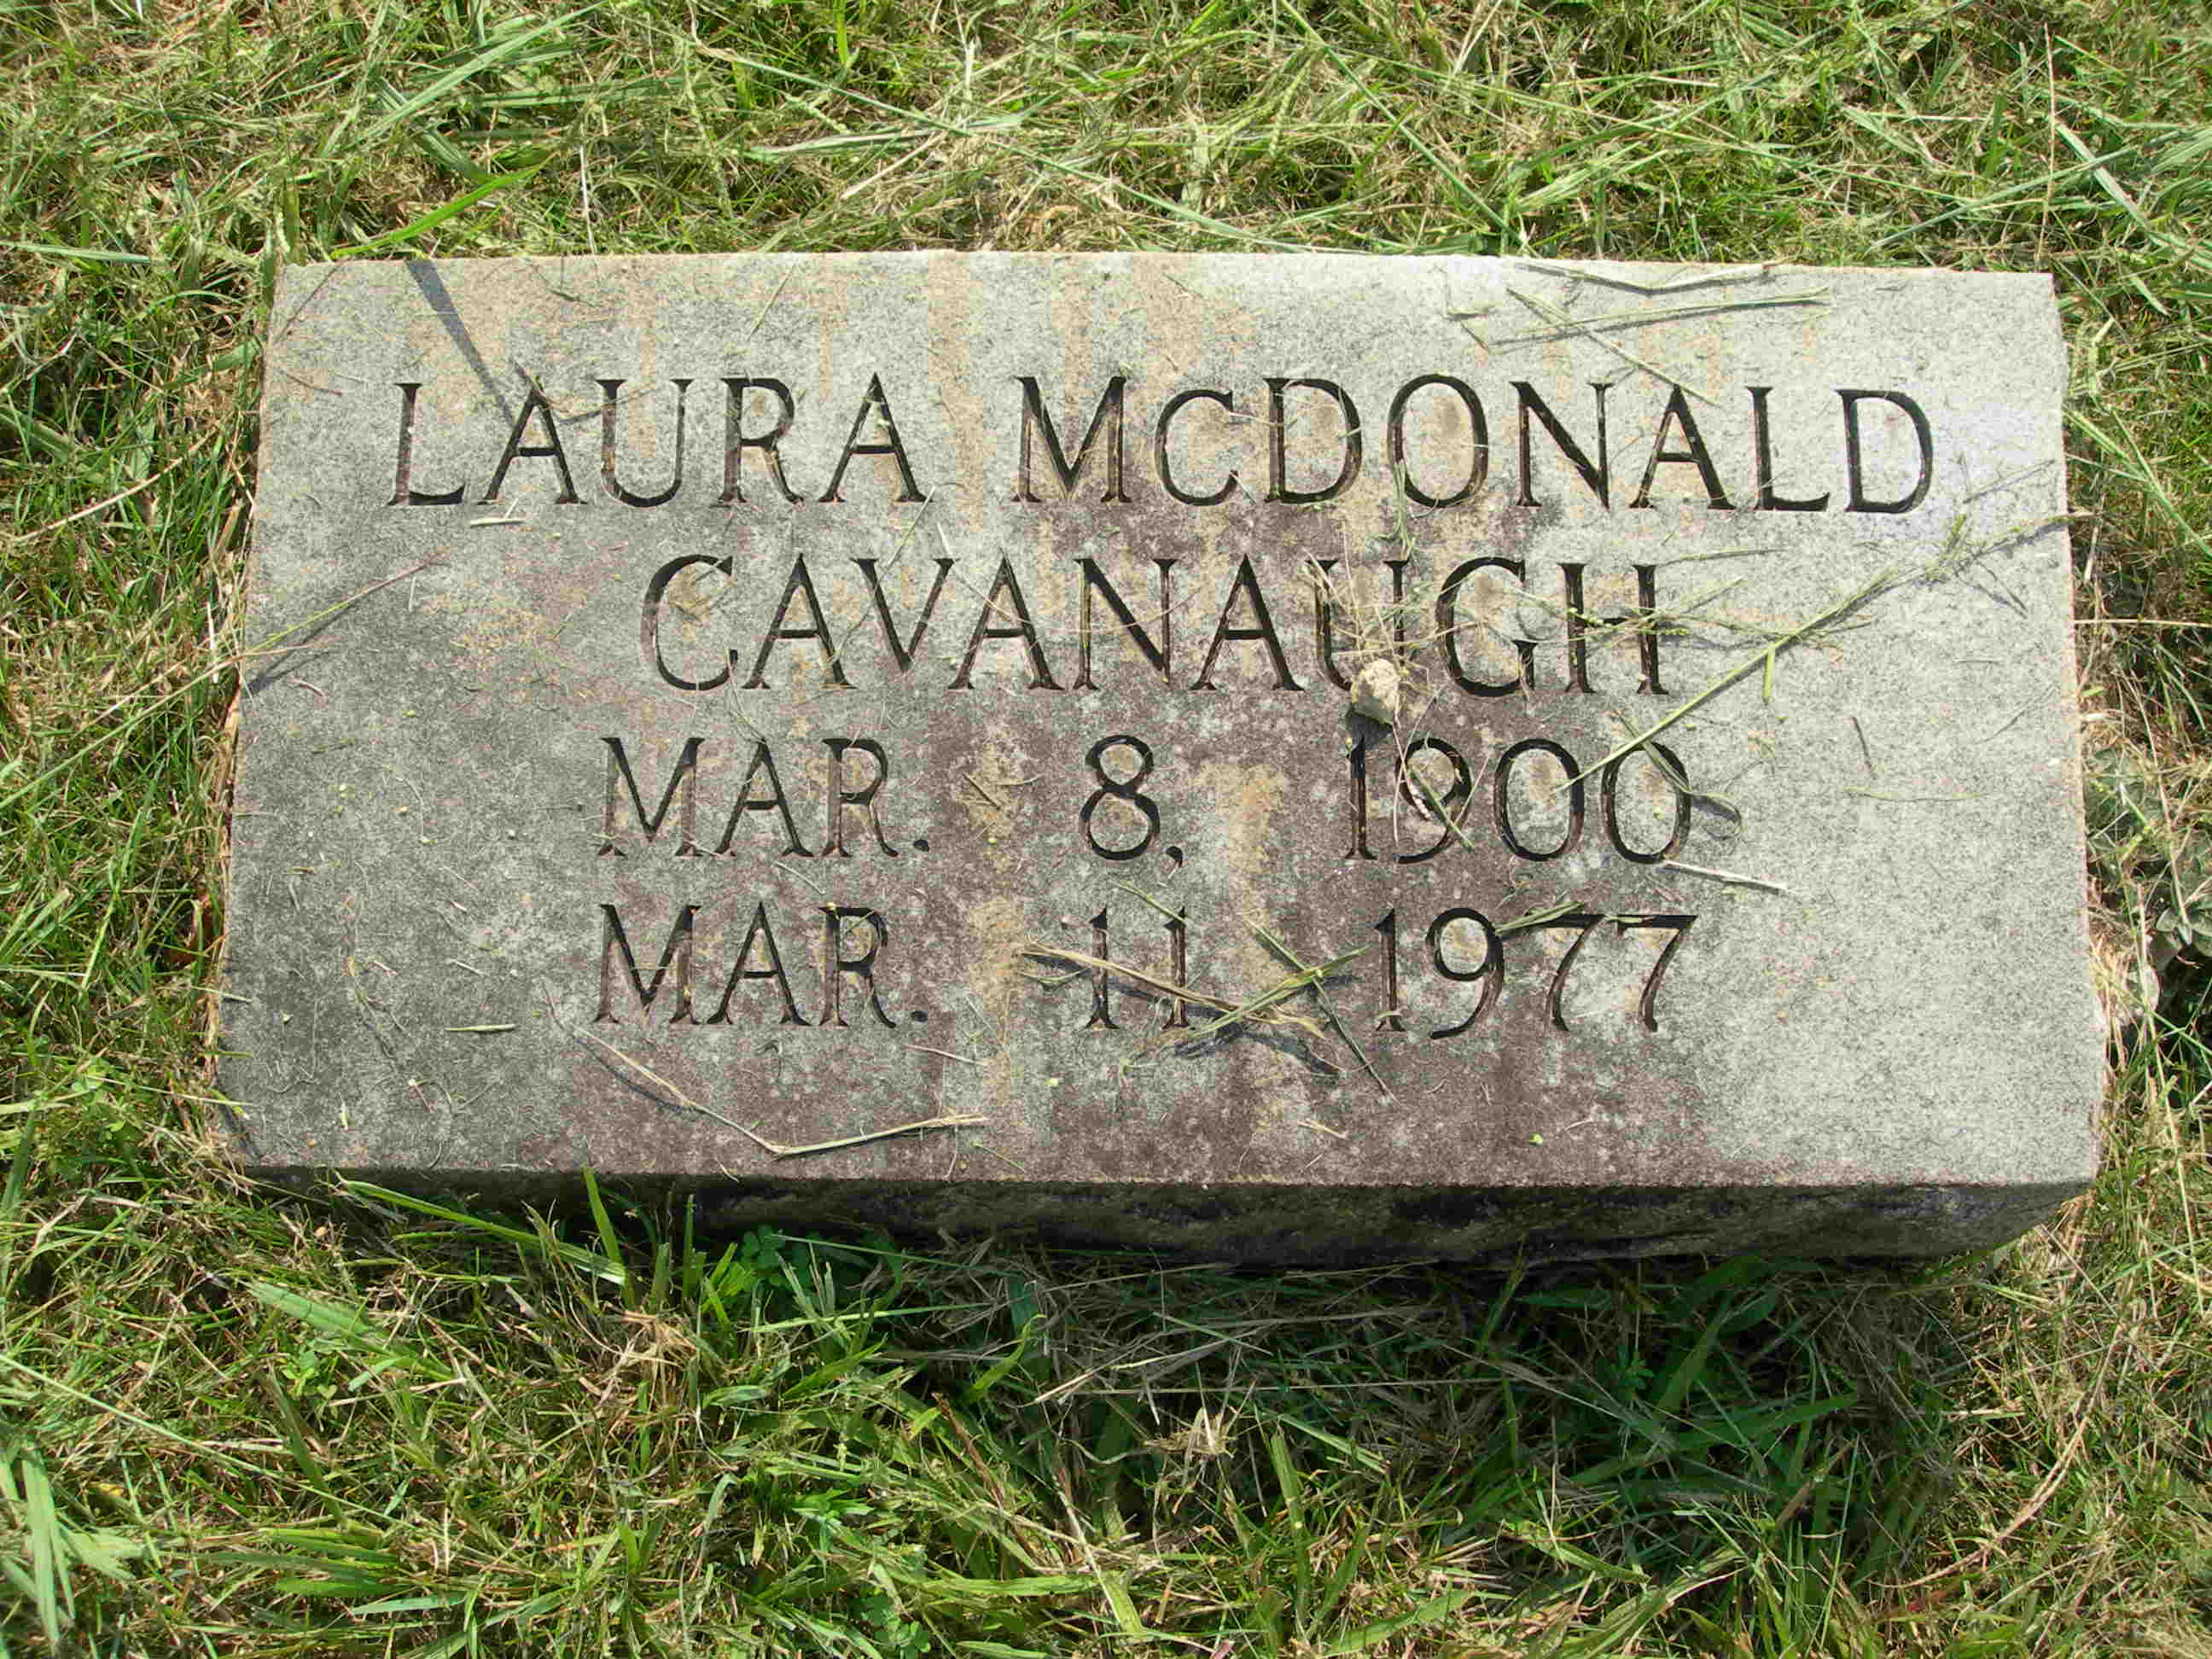 LAURA McDONALD
CAVANAUGH
MAR. 8, 1900
MAR. 11, 1977